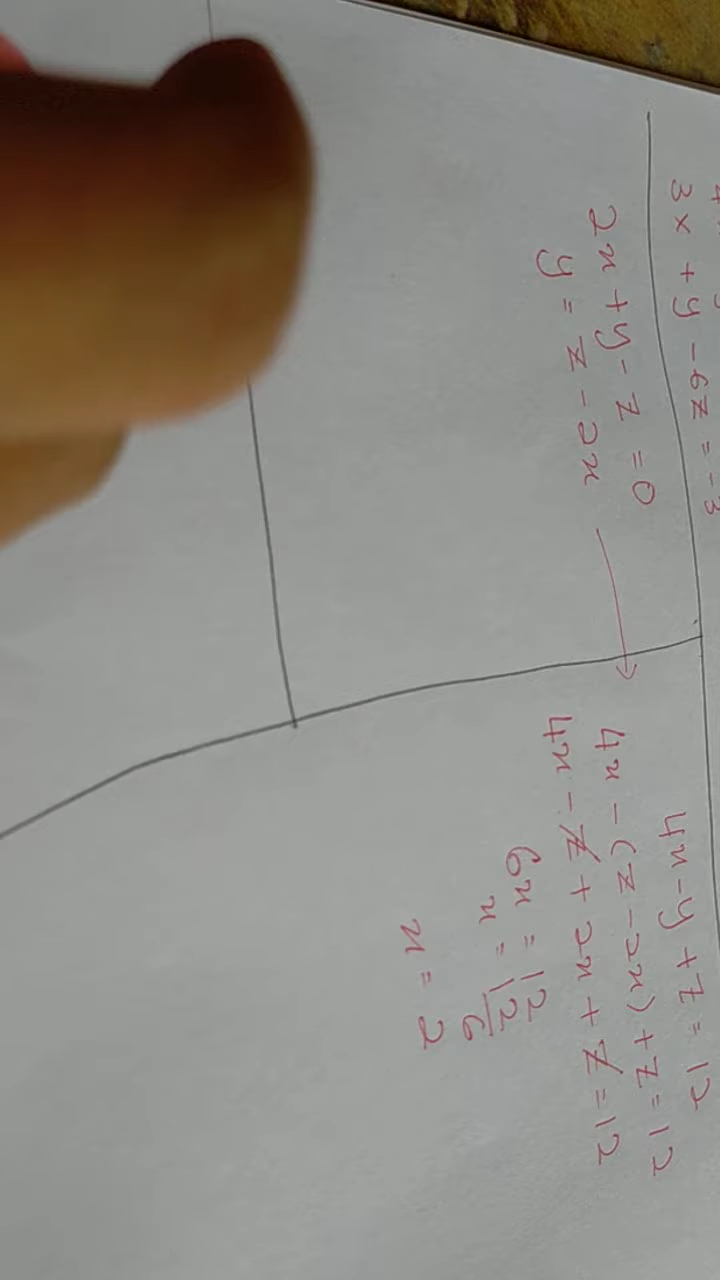 3x + y - 6z = -3
2x + y - z = 0
y = z - 2x
4x - y + z = 12
4x - (z - 2x) + z = 12
4x - z + 2x + z = 12
6x = 12
x = 12/6
x = 2